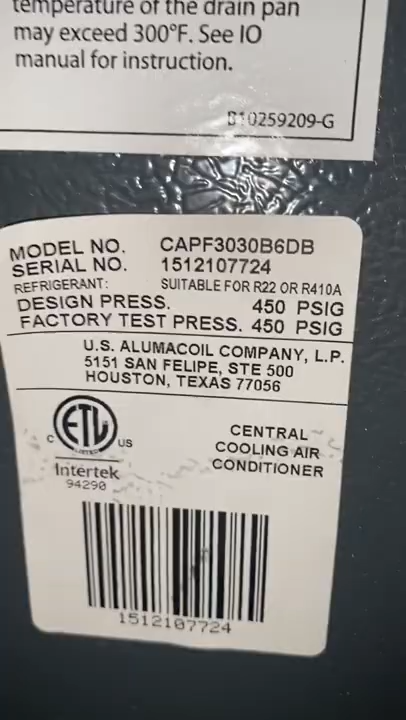 temperature of the drain pan
may exceed 300°F. See IO
manual for instruction.
B10259209-G
MODEL NO. CAPF3030B6DB
SERIAL NO. 1512107724
REFRIGERANT: SUITABLE FOR R22 OR R410A
DESIGN PRESS. 450 PSIG
FACTORY TEST PRESS. 450 PSIG
U.S. ALUMACOIL COMPANY, L.P.
5151 SAN FELIPE, STE 500
HOUSTON, TEXAS 77056
ETL
LISTED
C US
Intertek
94290
CENTRAL
COOLING AIR
CONDITIONER
1512107724